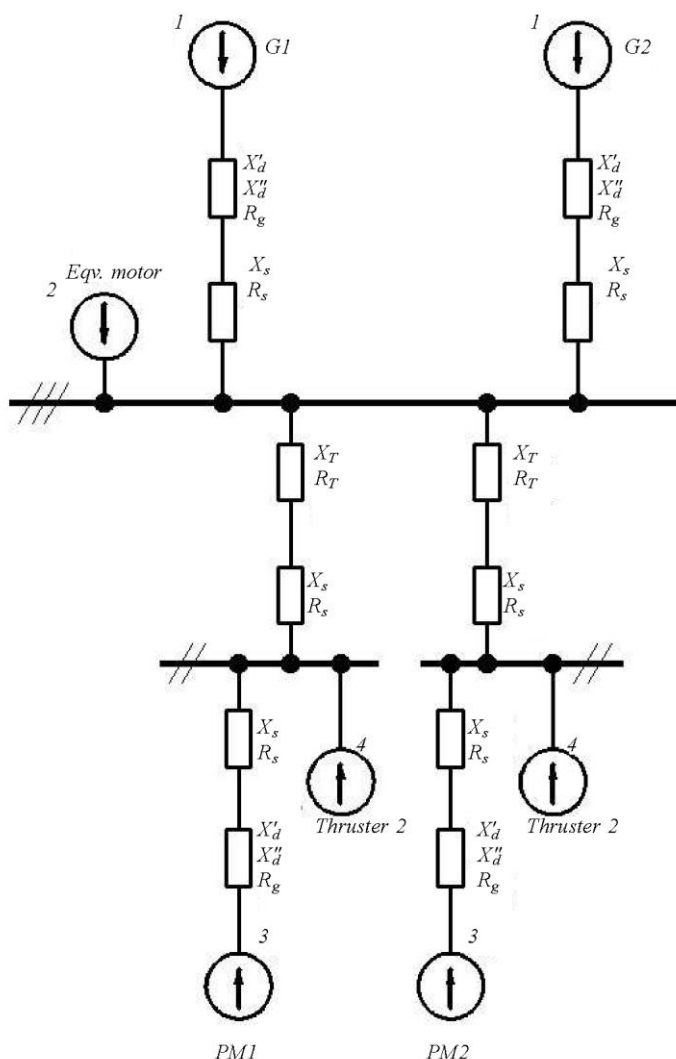 1
G1
1
G2
X'd
X''d
Rg
X'd
X''d
Rg
2
Eqv. motor
Xs
Rs
Xs
Rs
XT
RT
XT
RT
Xs
Rs
Xs
Rs
Xs
Rs
4
Thruster 2
Xs
Rs
4
Thruster 2
X'd
X''d
Rg
X'd
X''d
Rg
3
3
PM1
PM2